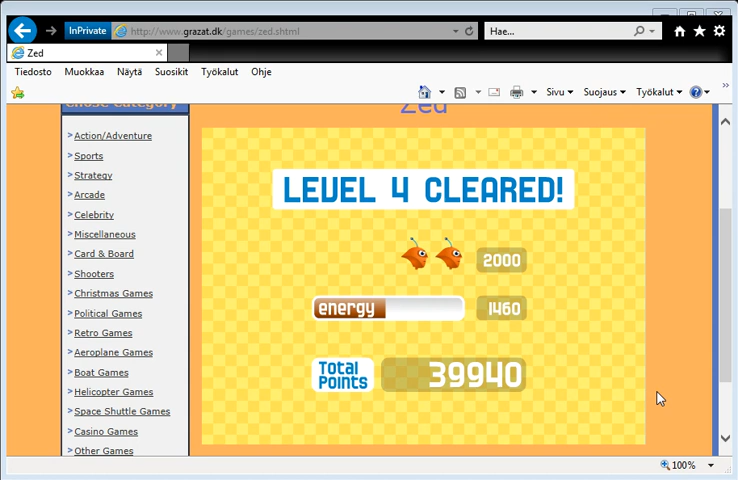 InPrivate
http://www.grazat.dk/games/zed.shtml
Hae...
Zed
Tiedosto Muokkaa Näytä Suosikit Työkalut Ohje
Sivu Suojaus Työkalut
Chose Category
Zed
Action/Adventure
Sports
Strategy
Arcade
Celebrity
Miscellaneous
Card & Board
Shooters
Christmas Games
Political Games
Retro Games
Aeroplane Games
Boat Games
Helicopter Games
Space Shuttle Games
Casino Games
Other Games
LEVEL 4 CLEARED!
2000
energy 1460
Total
Points
39940
100%